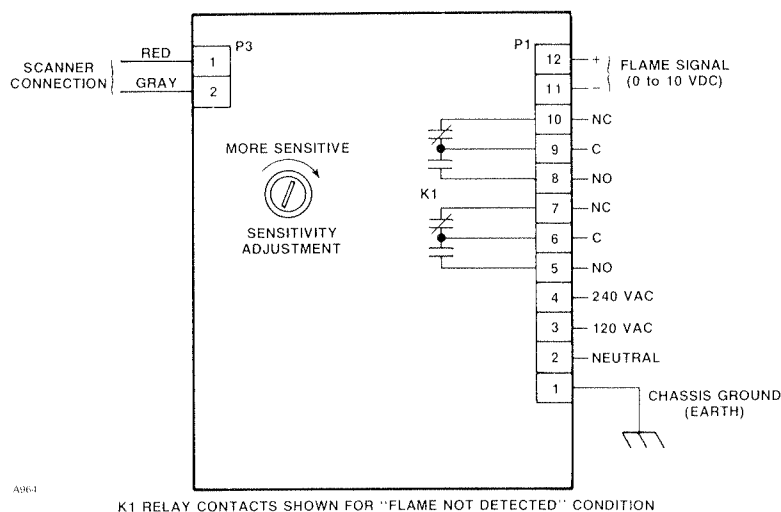 RED
SCANNER
CONNECTION
GRAY
P3
1
2
MORE SENSITIVE
SENSITIVITY
ADJUSTMENT
K1
P1
12 +
11 −
FLAME SIGNAL
(0 to 10 VDC)
10 NC
9 C
8 NO
7 NC
6 C
5 NO
4 240 VAC
3 120 VAC
2 NEUTRAL
1
CHASSIS GROUND
(EARTH)
A964
K1 RELAY CONTACTS SHOWN FOR "FLAME NOT DETECTED" CONDITION